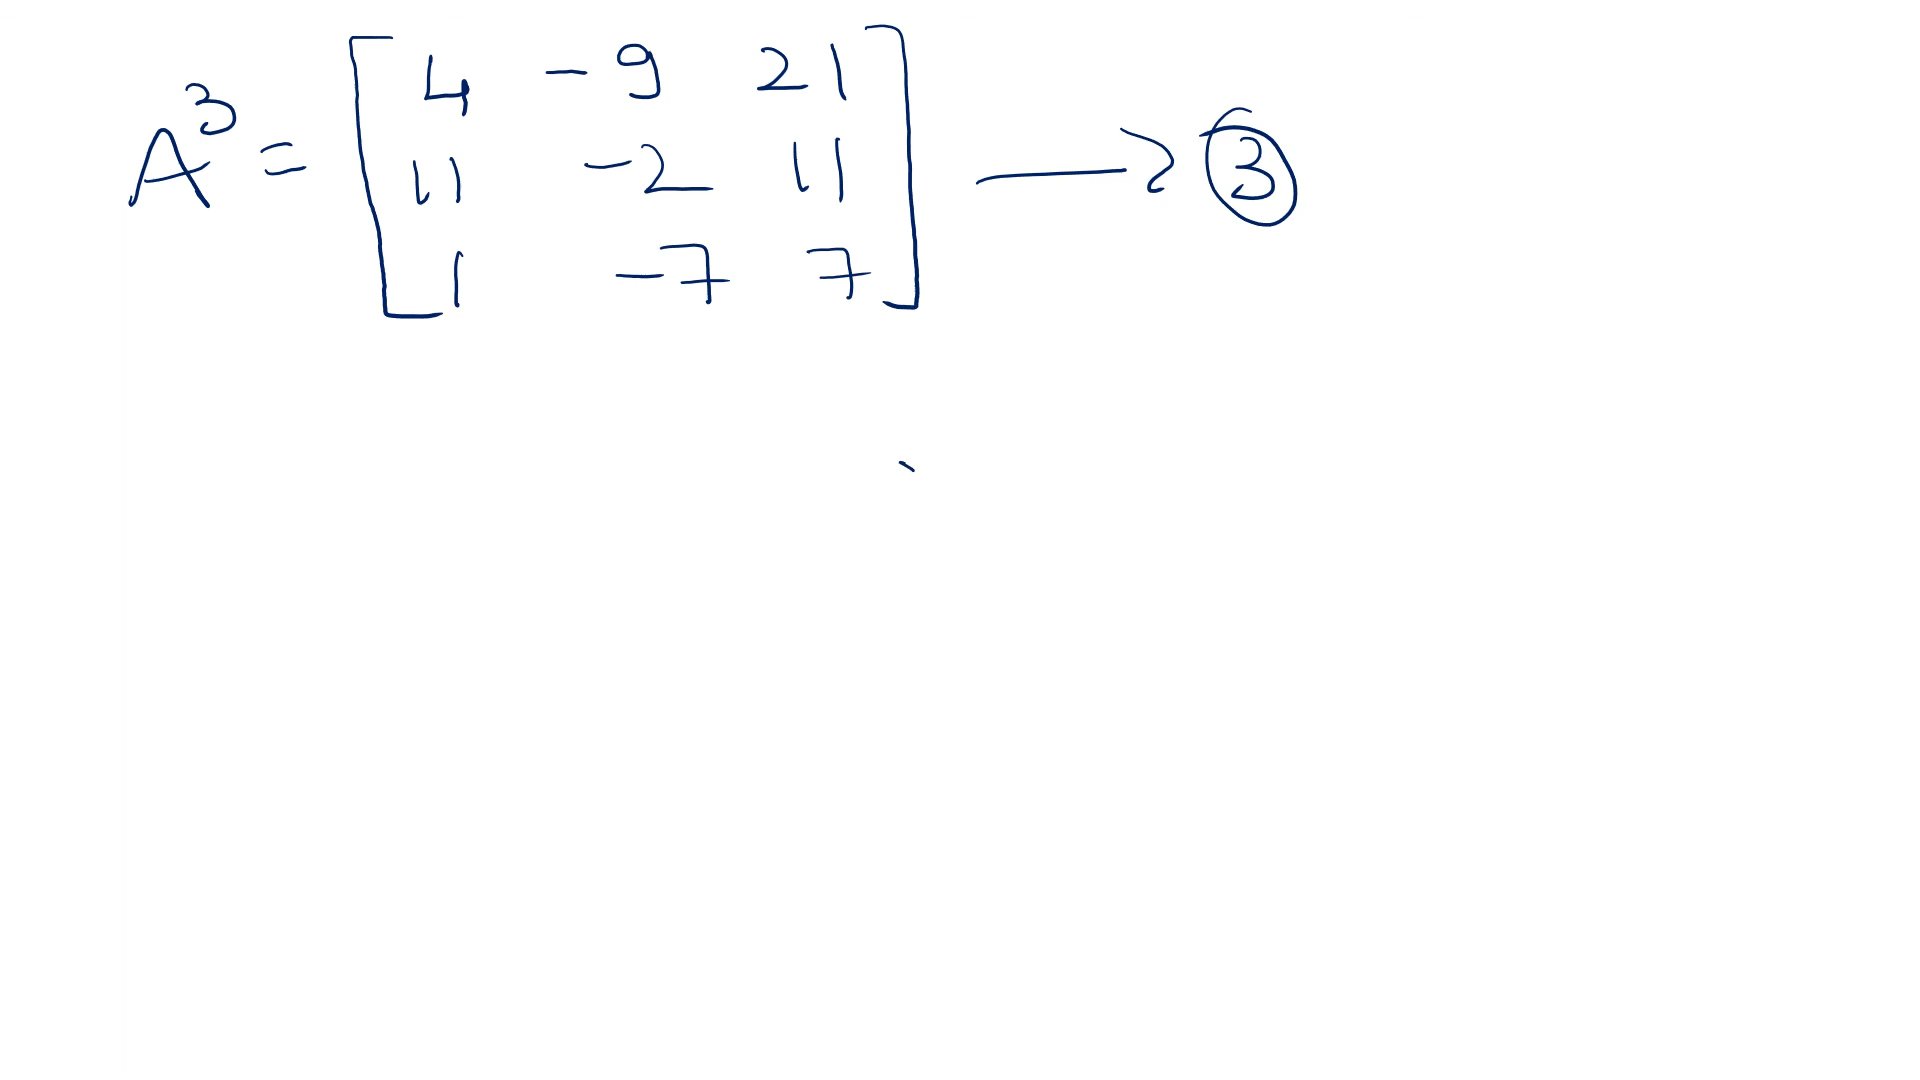 A³ = [ 4 -9 21
11 -2 11
1 -7 7 ] → ③